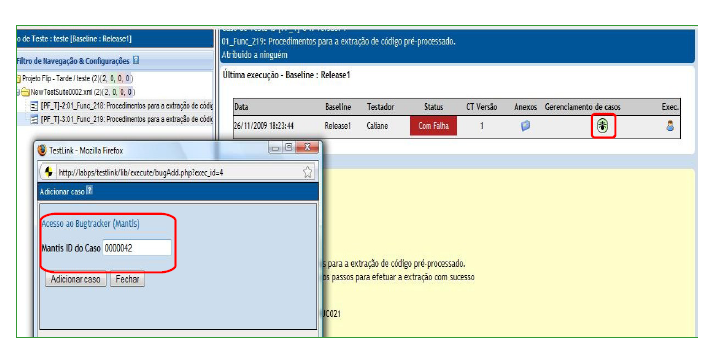 o de Teste : teste [Baseline : Release1]
Filtro de Navegação & Configurações
Projeto Flip - Tarde / teste (2)(2, 0, 0, 0)
NewTestSuite0002.xml (2)(2, 0, 0, 0)
[PF_T]-2:01_Func_218: Procedimentos para a extração de códig
[PF_T]-3:01_Func_219: Procedimentos para a extração de códig
01_Func_219: Procedimentos para a extração de código pré-processado.
Atribuído a ninguém
Última execução - Baseline : Release1
Data Baseline Testador Status CT Versão Anexos Gerenciamento de casos Exec.
26/11/2009 18:23:44 Release1 Caliane Com Falha 1
s para a extração de código pré-processado.
os passos para efetuar a extração com sucesso
UC021
TestLink - Mozilla Firefox
http://labps/testlink/lib/execute/bugAdd.php?exec_id=4
Adicionar caso
Acesso ao Bugtracker (Mantis)
Mantis ID do Caso 0000042
Adicionar caso Fechar